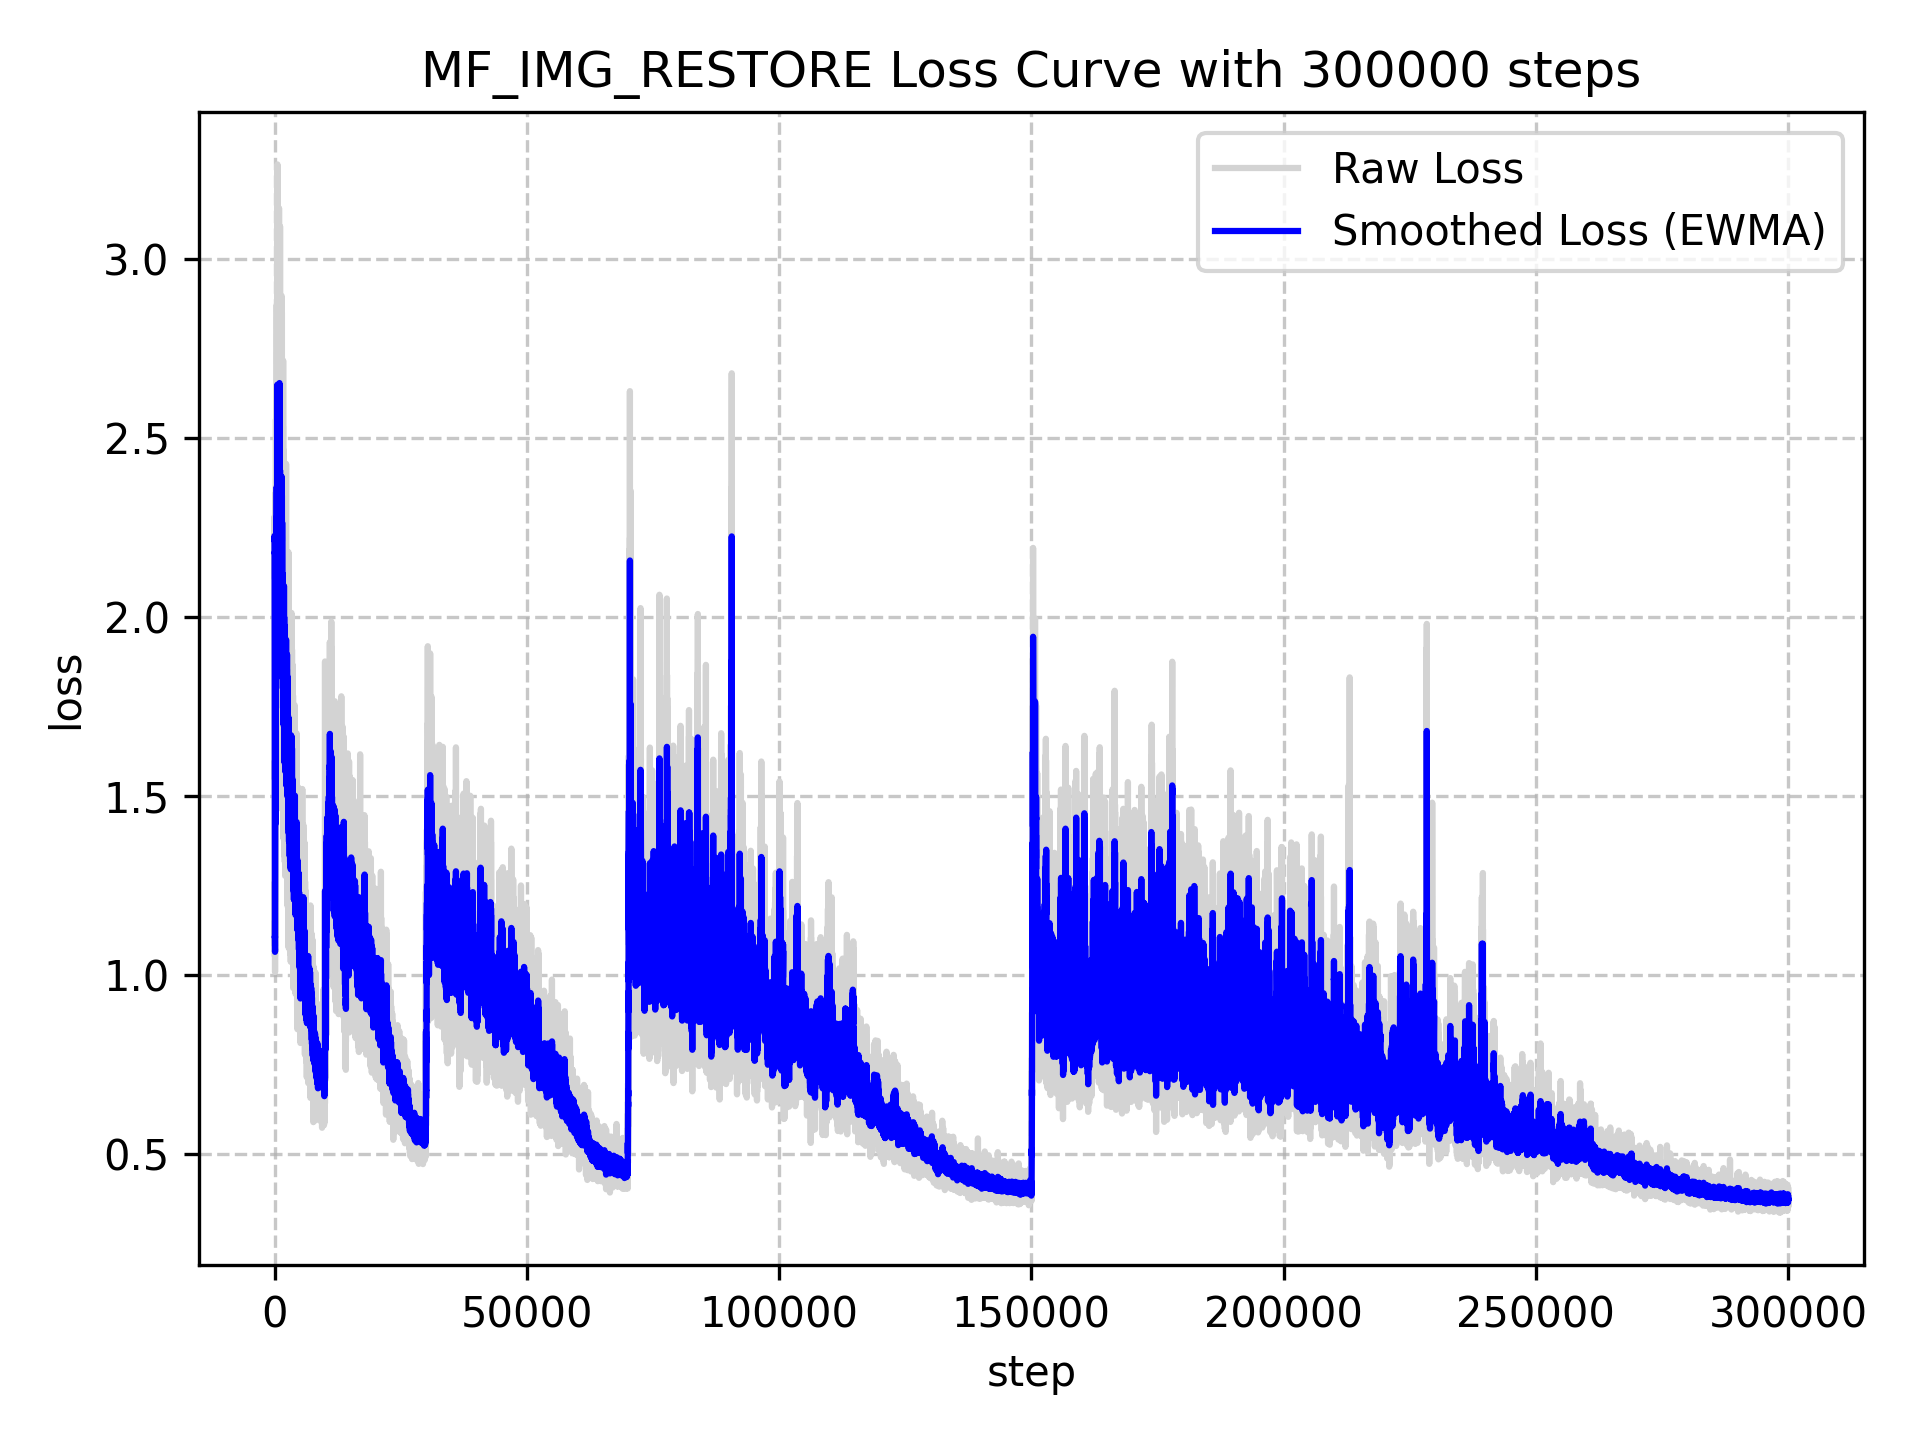 MF_IMG_RESTORE Loss Curve with 300000 steps
Raw Loss
Smoothed Loss (EWMA)
3.0
2.5
2.0
1.5
1.0
0.5
loss
0 50000 100000 150000 200000 250000 300000
step